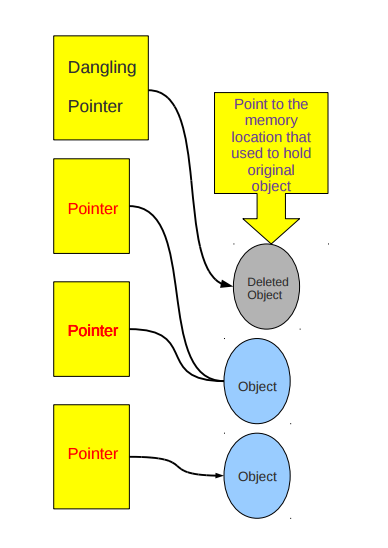 Dangling
Pointer
Point to the
memory
location that
used to hold
original
object
Pointer
Deleted
Object
Pointer
Object
Pointer
Object